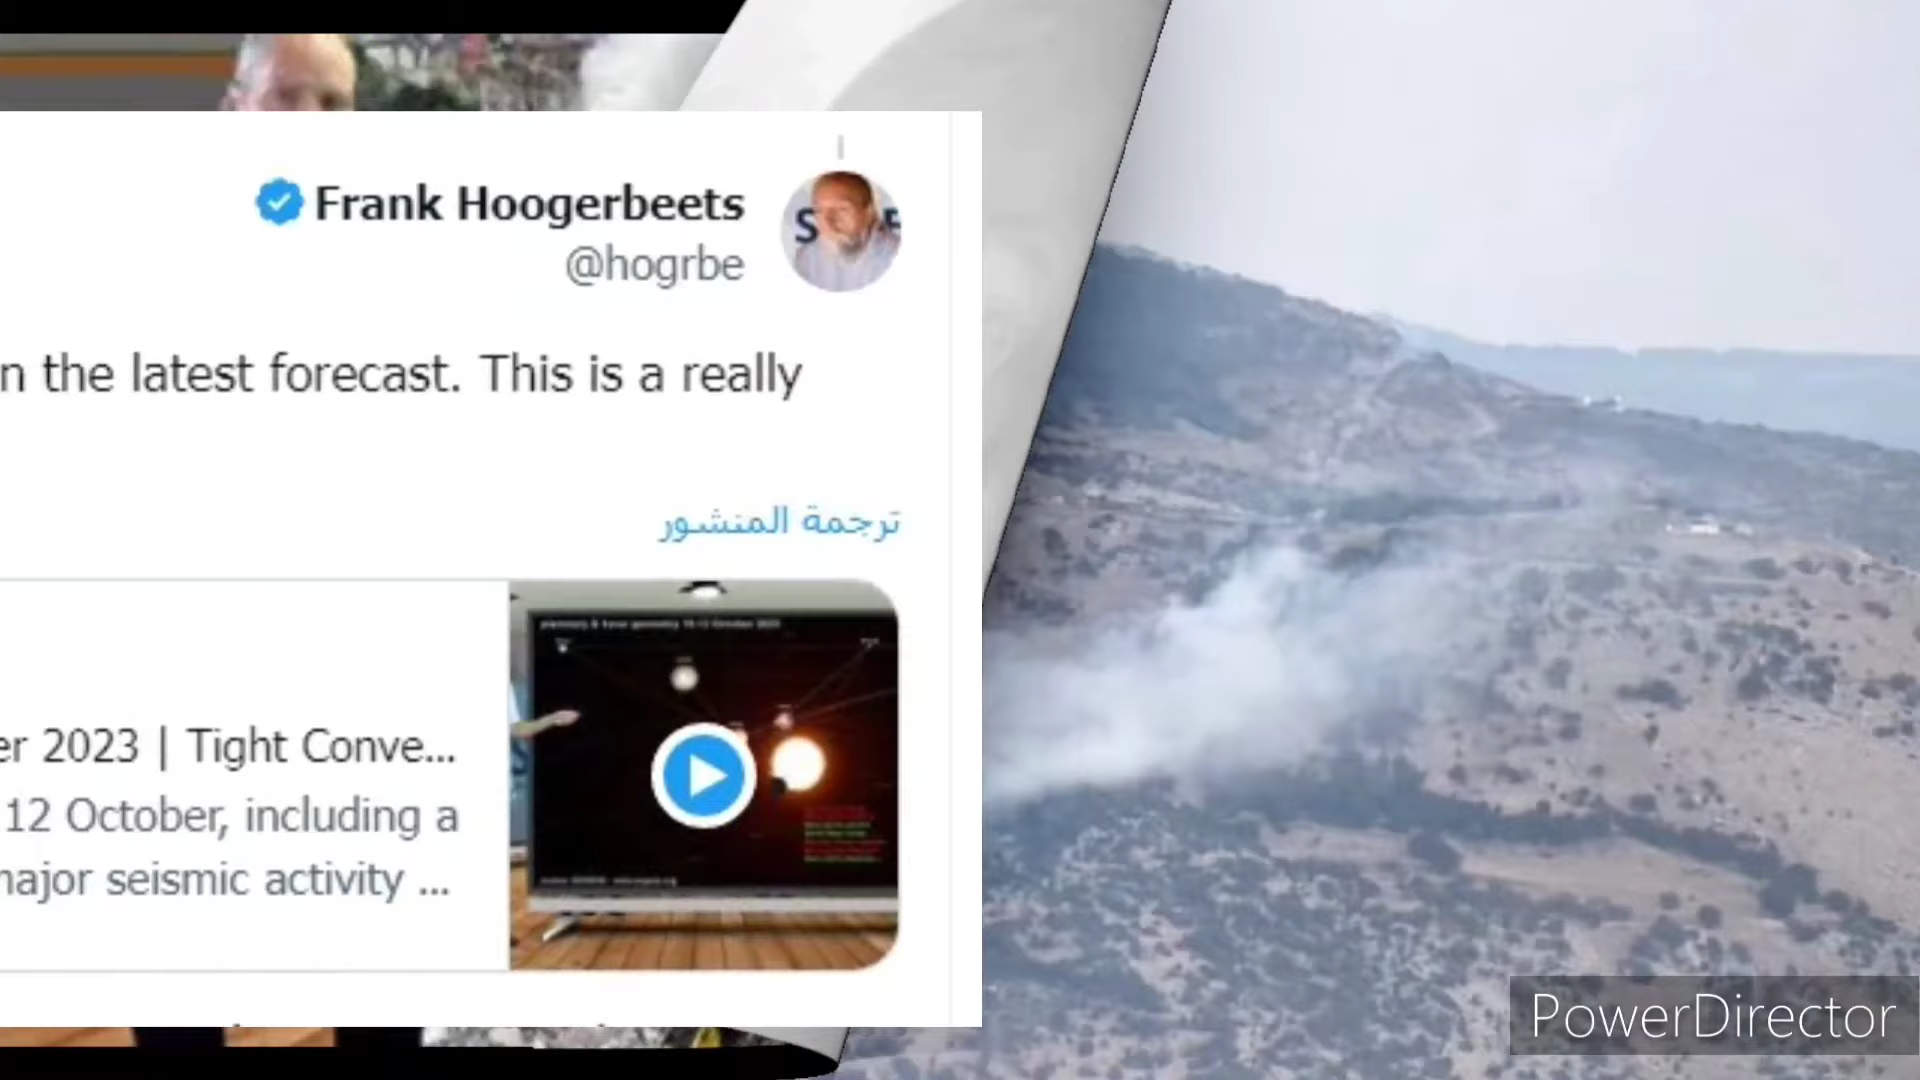 Frank Hoogerbeets
@hogrbe
n the latest forecast. This is a really
ترجمة المنشور
er 2023 | Tight Conve...
12 October, including a
major seismic activity ...
PowerDirector